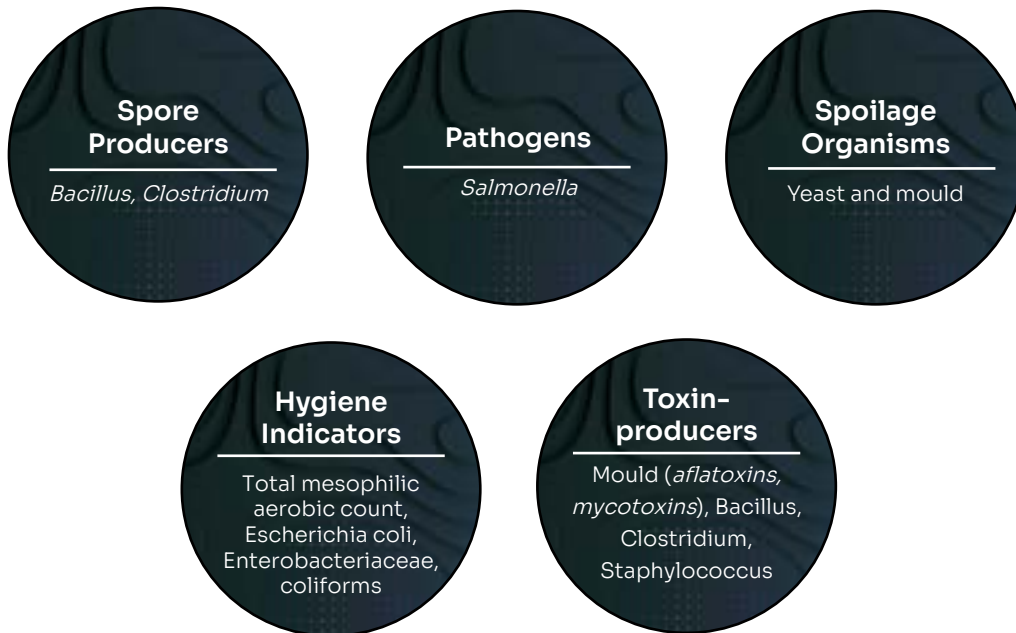 Spore
Producers
Bacillus, Clostridium
Pathogens
Salmonella
Spoilage
Organisms
Yeast and mould
Hygiene
Indicators
Total mesophilic
aerobic count,
Escherichia coli,
Enterobacteriaceae,
coliforms
Toxin-
producers
Mould (aflatoxins,
mycotoxins), Bacillus,
Clostridium,
Staphylococcus